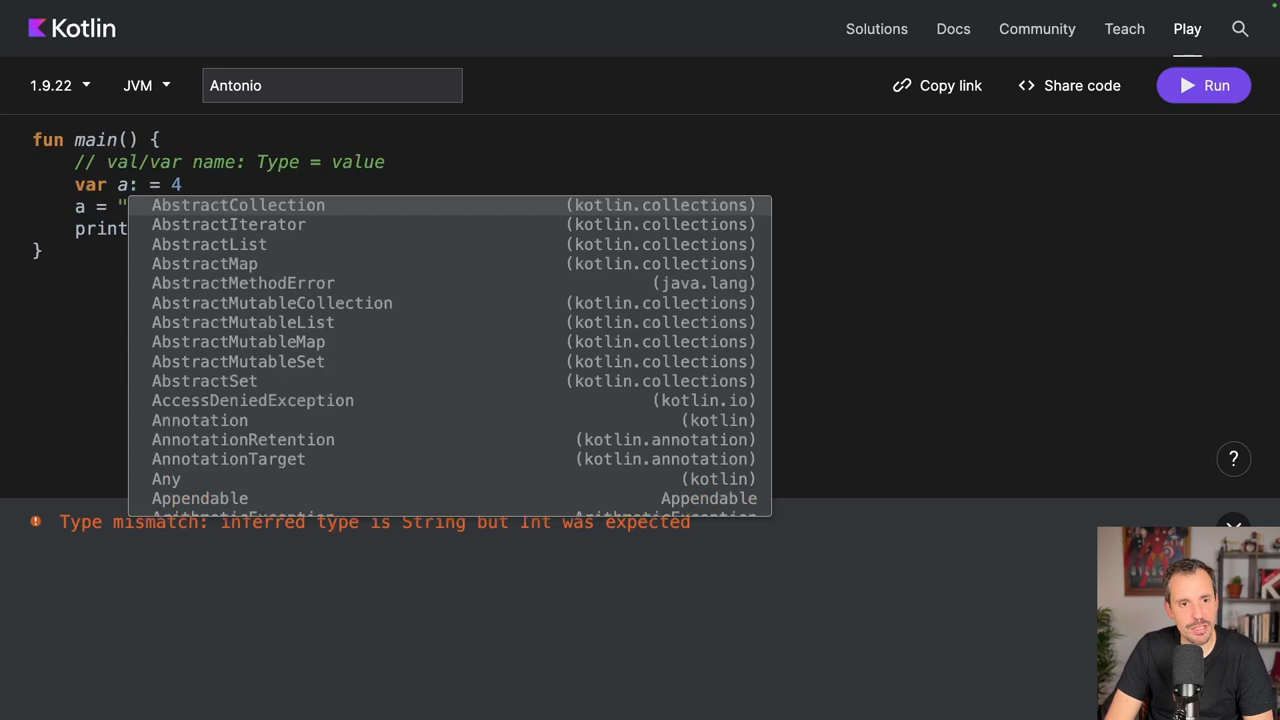 Kotlin
Solutions Docs Community Teach Play
1.9.22 JVM Antonio Copy link <> Share code Run
fun main() {
// val/var name: Type = value
var a: = 4
a = "
print
}
AbstractCollection (kotlin.collections)
AbstractIterator (kotlin.collections)
AbstractList (kotlin.collections)
AbstractMap (kotlin.collections)
AbstractMethodError (java.lang)
AbstractMutableCollection (kotlin.collections)
AbstractMutableList (kotlin.collections)
AbstractMutableMap (kotlin.collections)
AbstractMutableSet (kotlin.collections)
AbstractSet (kotlin.collections)
AccessDeniedException (kotlin.io)
Annotation (kotlin)
AnnotationRetention (kotlin.annotation)
AnnotationTarget (kotlin.annotation)
Any (kotlin)
Appendable Appendable
ArithmeticException ArithmeticException
?
Type mismatch: inferred type is String but Int was expected